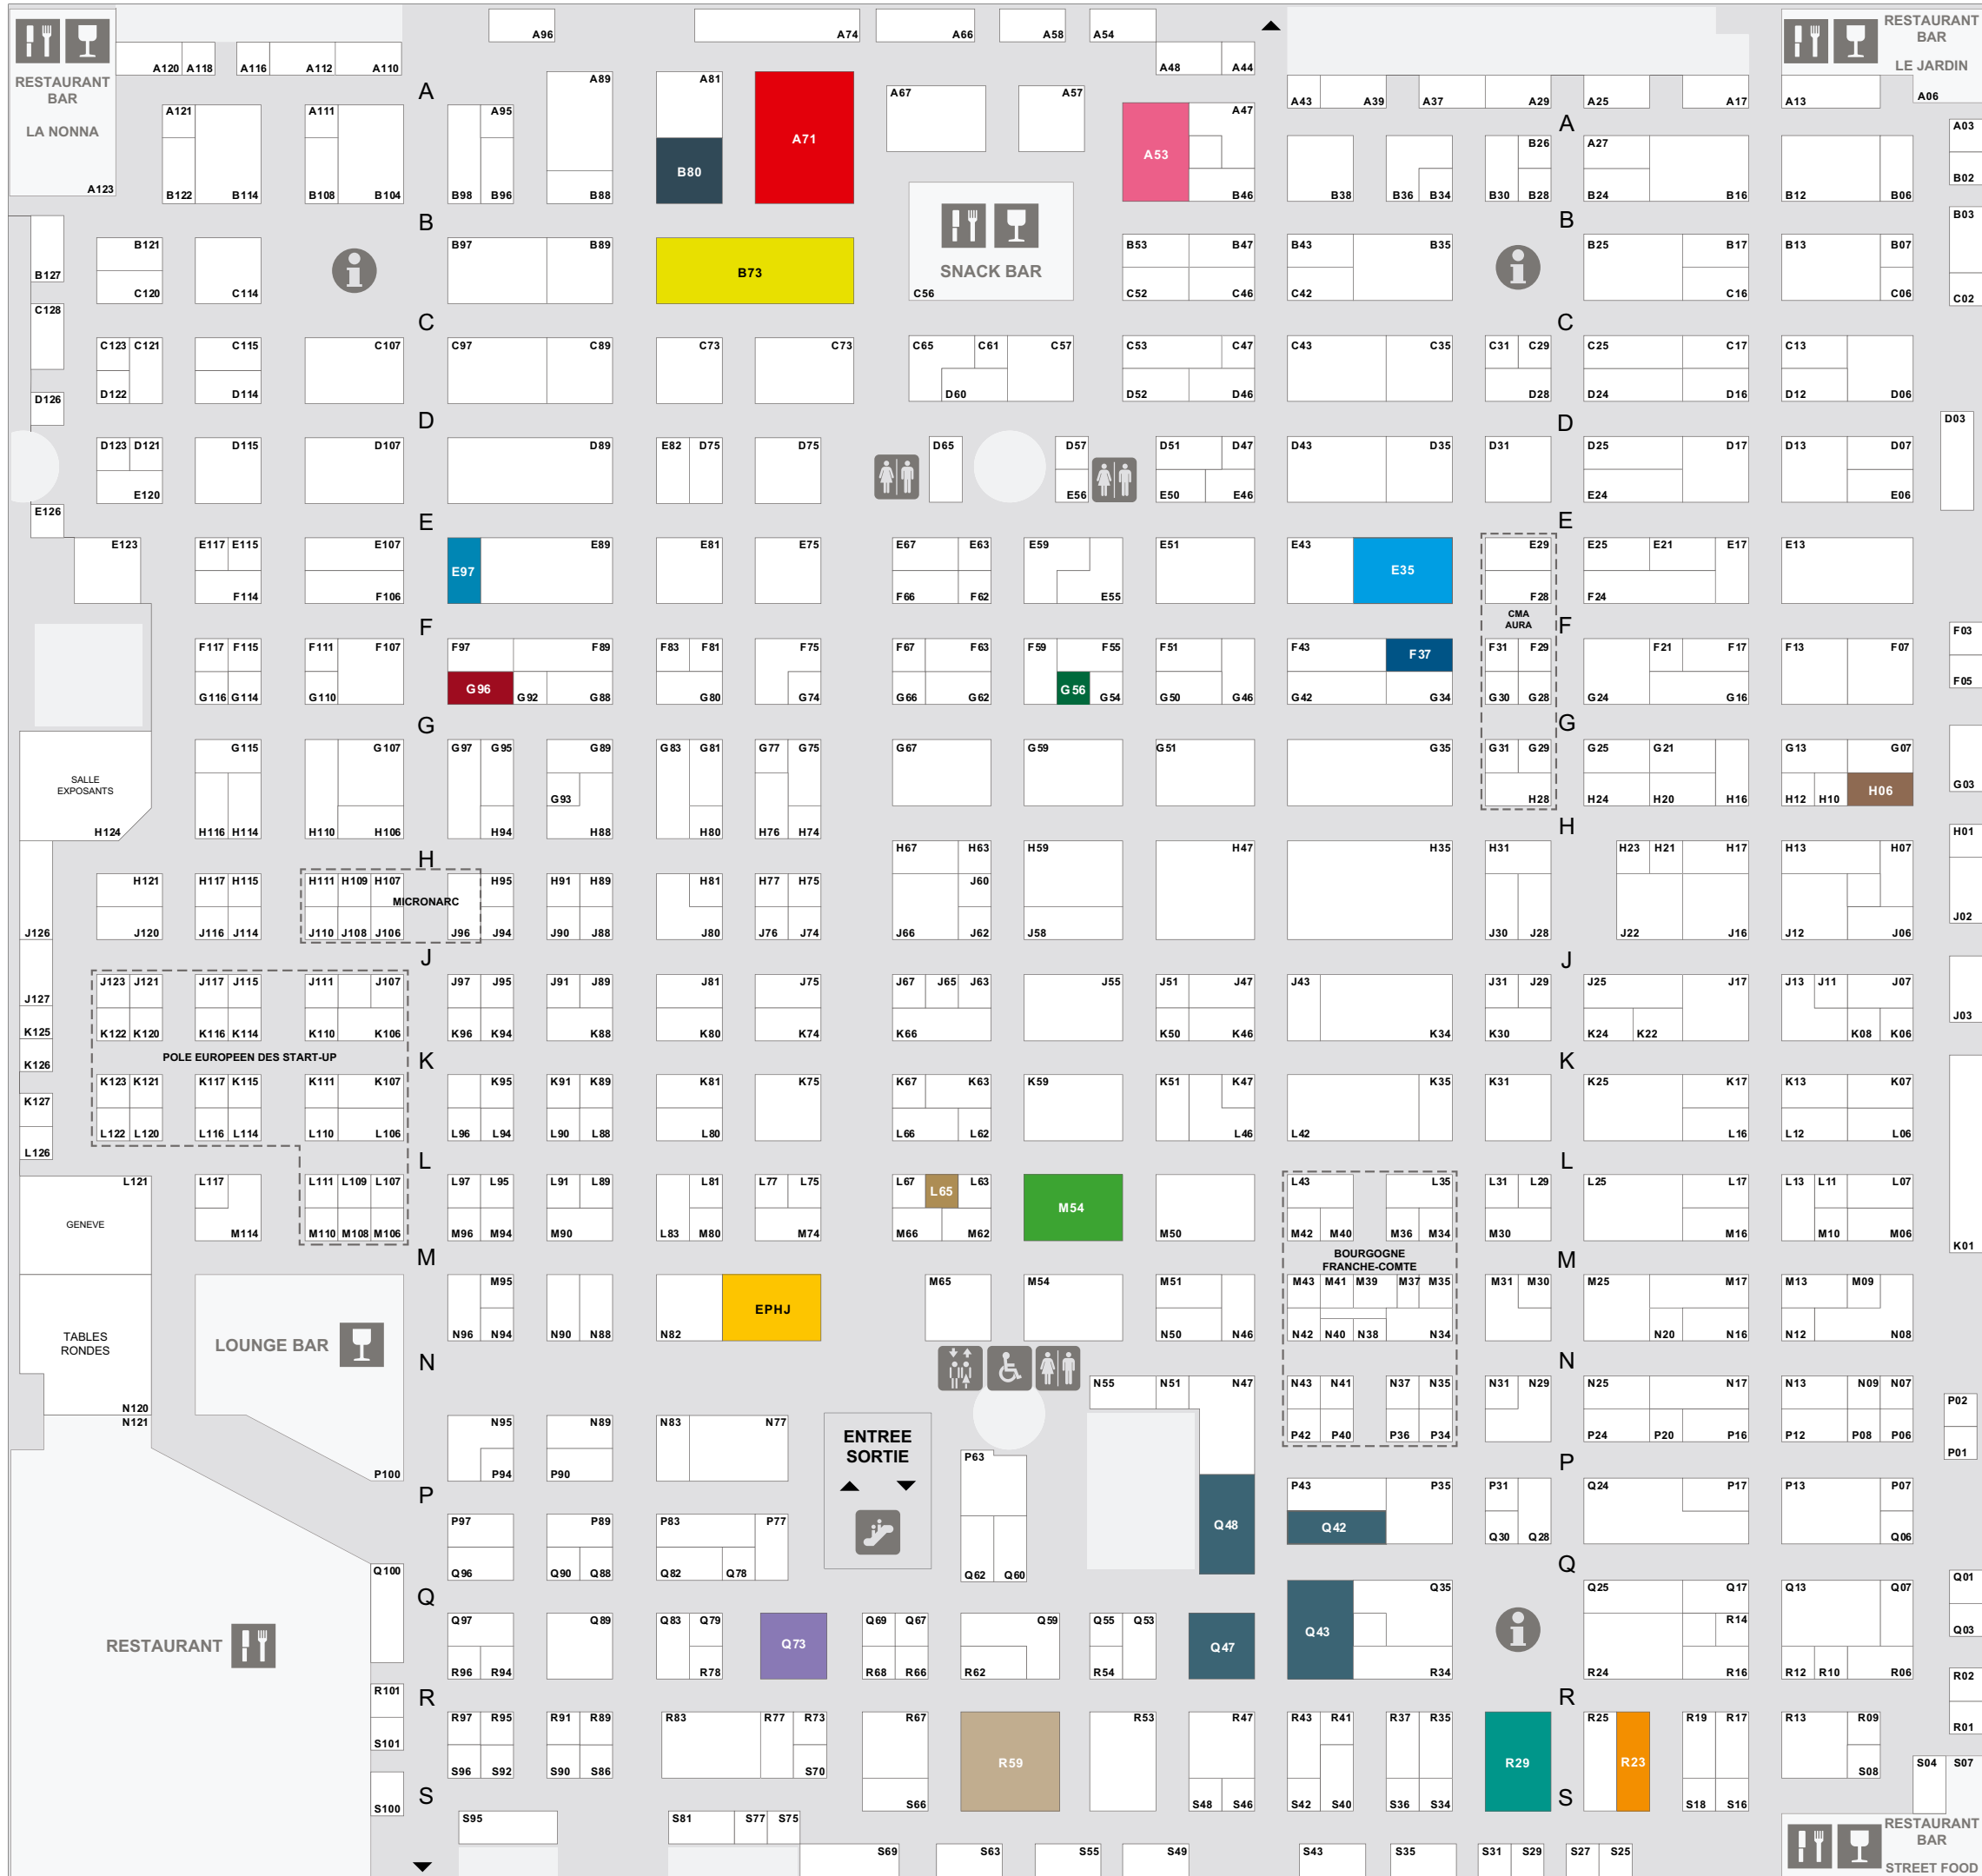 A96 A74 A66 A58 A54
RESTAURANT
BAR
LA NONNA
A123
RESTAURANT
BAR
LE JARDIN
A06
A120 A118 A116 A112 A110
A48 A44
A89 A81 A67 A57
A43 A39 A37 A29 A25 A17 A13
A
A121 A111 A95 A71 A53 A47
A
A03
B26 A27
B80
B02
B122 B114 B108 B104 B98 B96 B88 B46 B38 B36 B34 B30 B28 B24 B16 B12 B06
B
B
B03
B127 B121 B97 B89 B73 B53 B47 B43 B35 B25 B17 B13 B07
SNACK BAR
C56
C120 C114 C52 C46 C42 C16 C06 C02
C128
C
C
C123 C121 C115 C107 C97 C89 C73 C73 C65 C61 C57 C53 C47 C43 C35 C31 C29 C25 C17 C13
D126 D122 D114 D60 D52 D46 D28 D24 D16 D12 D06
D
D
D03
D123 D121 D115 D107 D89 E82 D75 D75 D65 D57 D51 D47 D43 D35 D31 D25 D17 D13 D07
E126 E120 E56 E50 E46 E24 E06
E
E
E123 E117 E115 E107 E97 E89 E81 E75 E67 E63 E59 E51 E43 E35 E29 E25 E21 E17 E13
F114 F106 F66 F62 E55 F28 F24
CMA
AURA
F
F
F03
F117 F115 F111 F107 F97 F89 F83 F81 F75 F67 F63 F59 F55 F51 F43 F37 F31 F29 F21 F17 F13 F07
F05
G116 G114 G110 G96 G92 G88 G80 G74 G66 G62 G56 G54 G50 G46 G42 G34 G30 G28 G24 G16
G
G
G115 G107 G97 G95 G89 G83 G81 G77 G75 G67 G59 G51 G35 G31 G29 G25 G21 G13 G07
SALLE
EXPOSANTS
H124
G93 H28 H24 H20 H16 H12 H10 H06 G03
H116 H114 H110 H106 H94 H88 H80 H76 H74
H
H
H01
H67 H63 H59 H47 H35 H31 H23 H21 H17 H13 H07
H121 H117 H115 H111 H109 H107 H95 H91 H89 H81 H77 H75 J60
MICRONARC
J02
J126 J120 J116 J114 J110 J108 J106 J96 J94 J90 J88 J80 J76 J74 J66 J62 J58 J30 J28 J22 J16 J12 J06
J
J
J127 J123 J121 J117 J115 J111 J107 J97 J95 J91 J89 J81 J75 J67 J65 J63 J55 J51 J47 J43 J31 J29 J25 J17 J13 J11 J07
J03
K125 K122 K120 K116 K114 K110 K106 K96 K94 K88 K80 K74 K66 K50 K46 K34 K30 K24 K22 K08 K06
POLE EUROPEEN DES START-UP
K126
K
K
K127 K123 K121 K117 K115 K111 K107 K95 K91 K89 K81 K75 K67 K63 K59 K51 K47 K35 K31 K25 K17 K13 K07
L126 L122 L120 L116 L114 L110 L106 L96 L94 L90 L88 L80 L66 L62 L46 L42 L16 L12 L06
L
L
L121 L117 L111 L109 L107 L97 L95 L91 L89 L81 L77 L75 L67 L65 L63 M54 L43 L35 L31 L29 L25 L17 L13 L11 L07
GENEVE
M114 M110 M108 M106 M96 M94 M90 L83 M80 M74 M66 M62 M50 M42 M40 M36 M34 M30 M16 M10 M06
K01
M
BOURGOGNE
FRANCHE-COMTE
M
M95 EPHJ M65 M54 M51 M43 M41 M39 M37 M35 M31 M30 M25 M17 M13 M09
TABLES
RONDES
N120
LOUNGE BAR
N96 N94 N90 N88 N82 N50 N46 N42 N40 N38 N34 N20 N16 N12 N08
N
N
N55 N51 N47 N43 N41 N37 N35 N31 N29 N25 N17 N13 N09 N07
N121
P02
N95 N89 N83 N77
ENTREE
SORTIE
P42 P40 P36 P34 P24 P20 P16 P12 P08 P06
P01
P100 P94 P90 P63
P
P
P43 P35 P31 Q24 P17 P13 P07
P97 P89 P83 P77 Q48 Q42 Q30 Q28 Q06
Q100 Q96 Q90 Q88 Q82 Q78 Q62 Q60
Q
Q
Q01
Q43 Q35 Q25 Q17 Q13 Q07
Q97 Q89 Q83 Q79 Q73 Q69 Q67 Q59 Q55 Q53 Q47 R14
Q03
RESTAURANT
R96 R94 R78 R68 R66 R62 R54 R34 R24 R16 R12 R10 R06
R101
R
R
R02
R97 R95 R91 R89 R83 R77 R73 R67 R59 R53 R47 R43 R41 R37 R35 R29 R25 R23 R19 R17 R13 R09
R01
S101 S96 S92 S90 S86 S70 S08 S04 S07
S100
S
S66 S48 S46 S42 S40 S36 S34
S
S18 S16
S95 S81 S77 S75
RESTAURANT
BAR
STREET FOOD
S69 S63 S55 S49 S43 S35 S31 S29 S27 S25